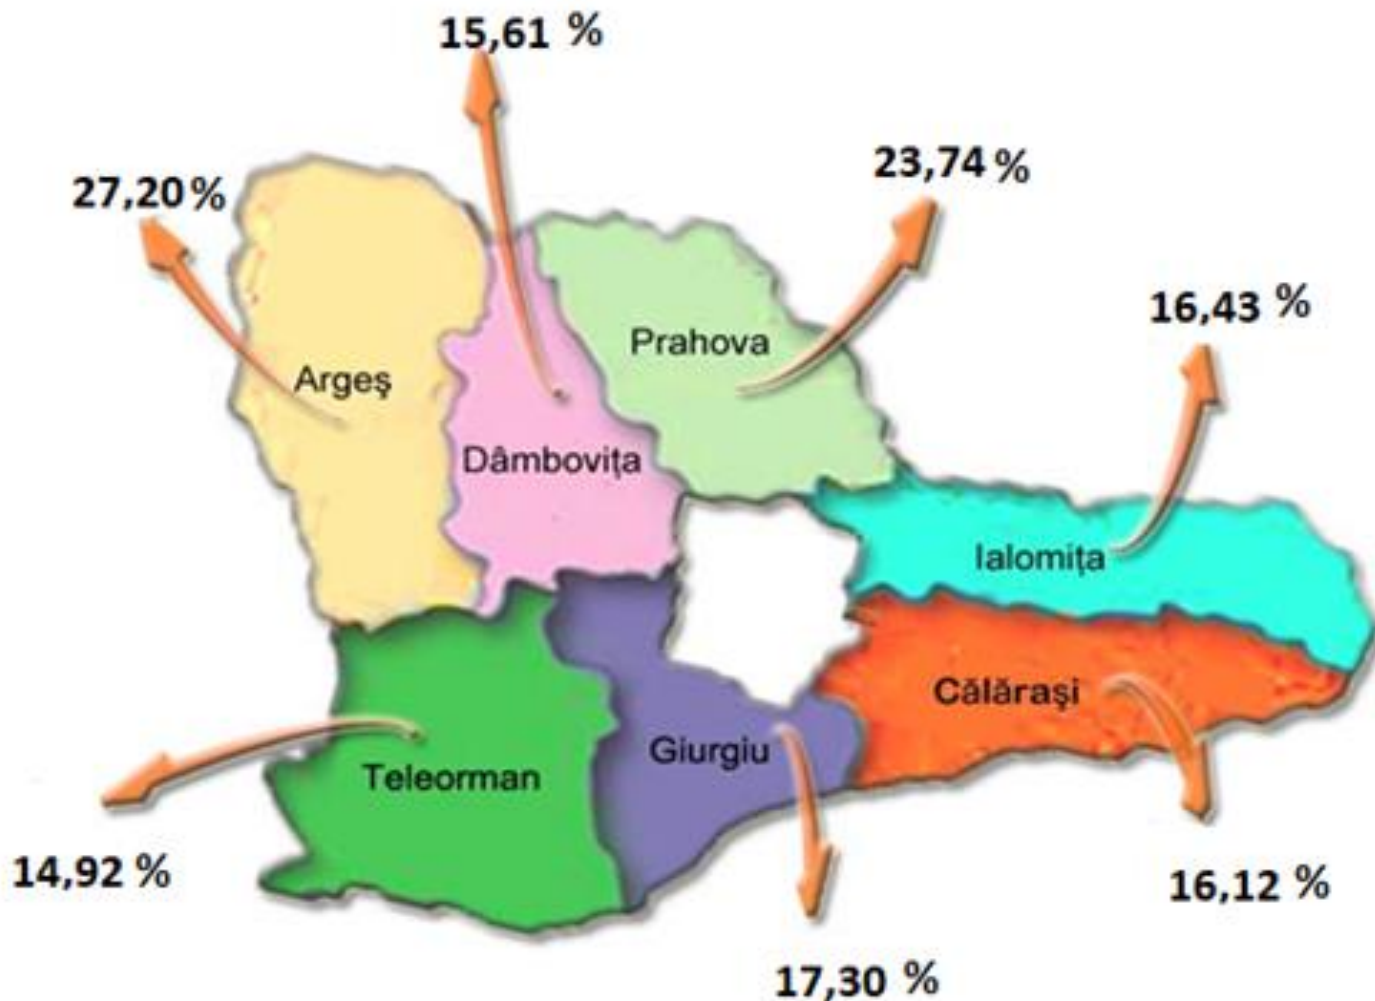 15,61 %
27,20 %
23,74 %
16,43 %
Prahova
Argeş
Dâmboviţa
Ialomiţa
Călăraşi
Giurgiu
Teleorman
14,92 %
16,12 %
17,30 %